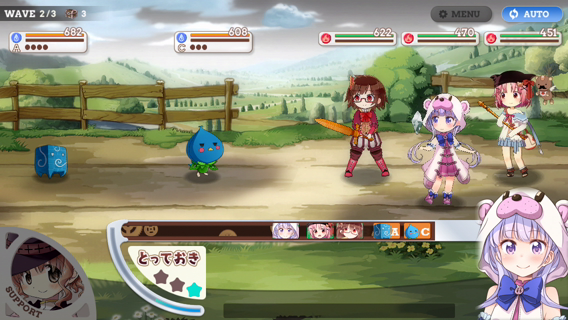 WAVE 2/3 3
MENU
AUTO
682
A
608
C
622
470
451
A C
とっておき
SUPPORT